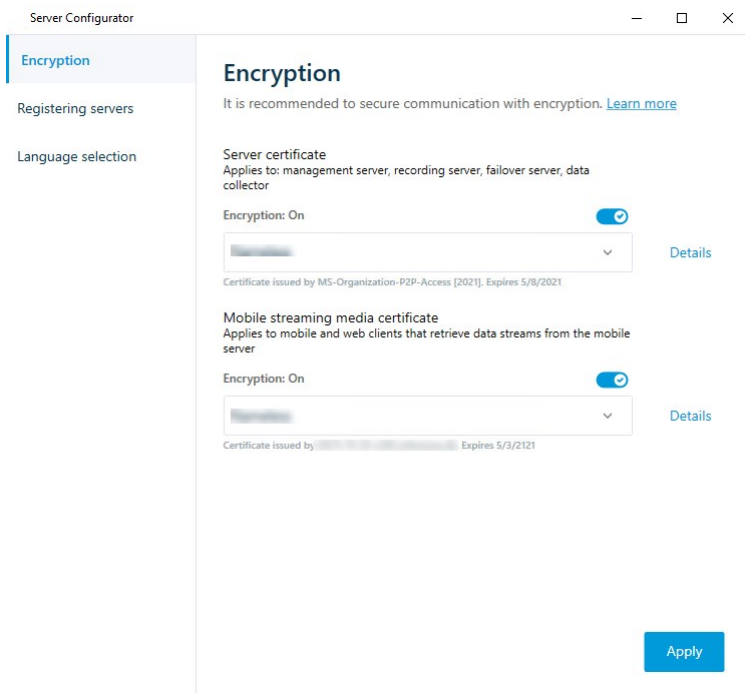 Server Configurator
Encryption
Registering servers
Language selection
Encryption
It is recommended to secure communication with encryption. Learn more
Server certificate
Applies to: management server, recording server, failover server, data
collector
Encryption: On
Details
Certificate issued by MS-Organization-P2P-Access [2021]. Expires 5/8/2021
Mobile streaming media certificate
Applies to mobile and web clients that retrieve data streams from the mobile
server
Encryption: On
Details
Certificate issued by Expires 5/3/2121
Apply